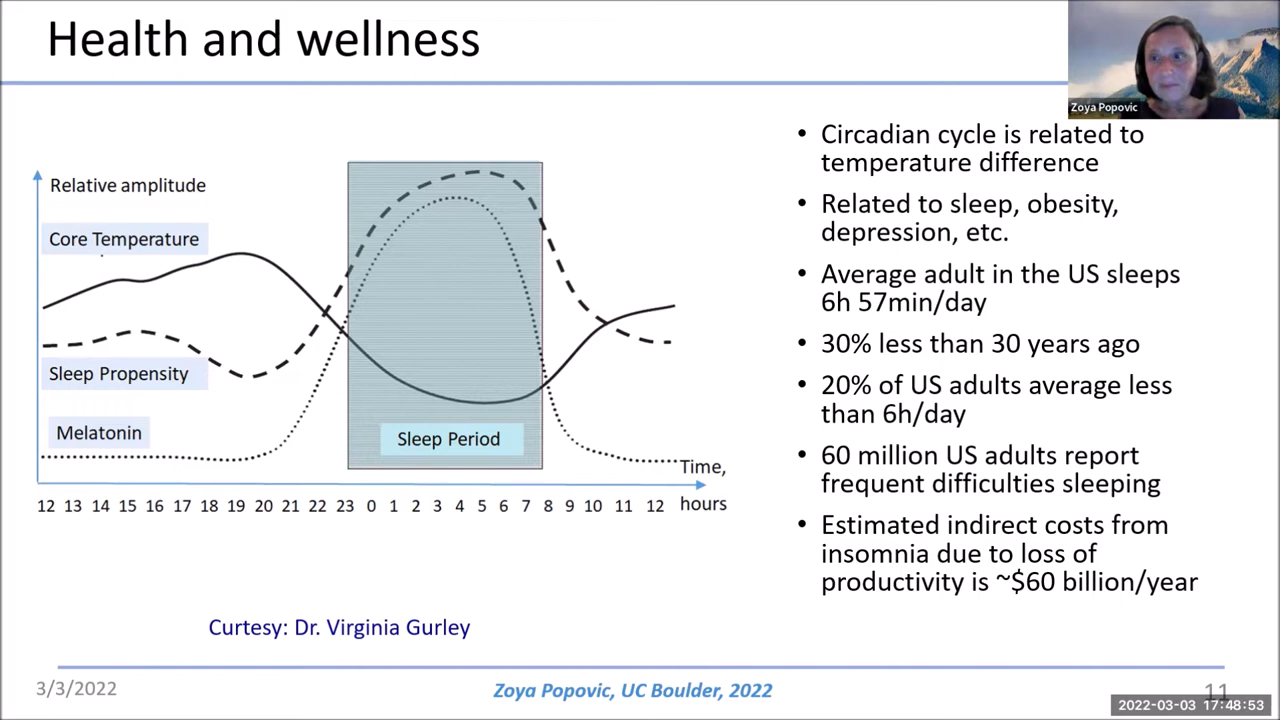 Health and wellness
Zoya Popovic
Relative amplitude
Core Temperature
Sleep Propensity
Melatonin
Sleep Period
Time,
hours
12 13 14 15 16 17 18 19 20 21 22 23 0 1 2 3 4 5 6 7 8 9 10 11 12
Curtesy: Dr. Virginia Gurley
• Circadian cycle is related to
temperature difference
• Related to sleep, obesity,
depression, etc.
• Average adult in the US sleeps
6h 57min/day
• 30% less than 30 years ago
• 20% of US adults average less
than 6h/day
• 60 million US adults report
frequent difficulties sleeping
• Estimated indirect costs from
insomnia due to loss of
productivity is ~$60 billion/year
3/3/2022
Zoya Popovic, UC Boulder, 2022
11
2022-03-03 17:48:53